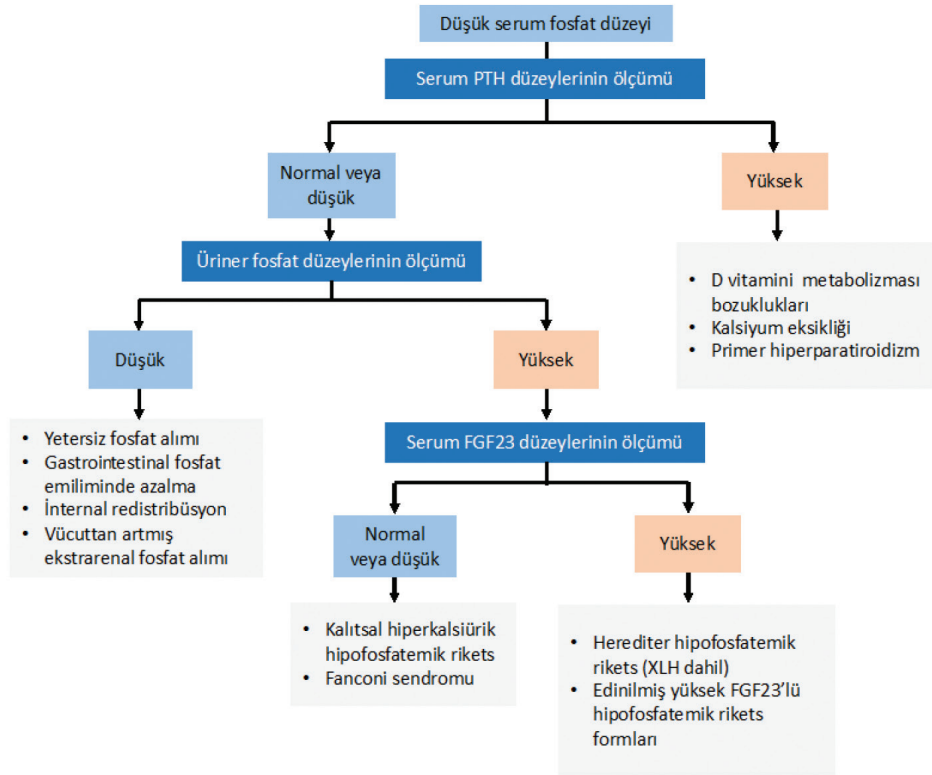 Düşük serum fosfat düzeyi
Serum PTH düzeylerinin ölçümü
Normal veya
düşük
Yüksek
Üriner fosfat düzeylerinin ölçümü
• D vitamini metabolizması
bozuklukları
• Kalsiyum eksikliği
• Primer hiperparatiroidizm
Düşük
Yüksek
• Yetersiz fosfat alımı
• Gastrointestinal fosfat
emiliminde azalma
• İnternal redistribüsyon
• Vücuttan artmış
ekstrarenal fosfat alımı
Serum FGF23 düzeylerinin ölçümü
Normal
veya düşük
Yüksek
• Kalıtsal hiperkalsiürik
hipofosfatemik rikets
• Fanconi sendromu
• Herediter hipofosfatemik
rikets (XLH dahil)
• Edinilmiş yüksek FGF23’lü
hipofosfatemik rikets
formları